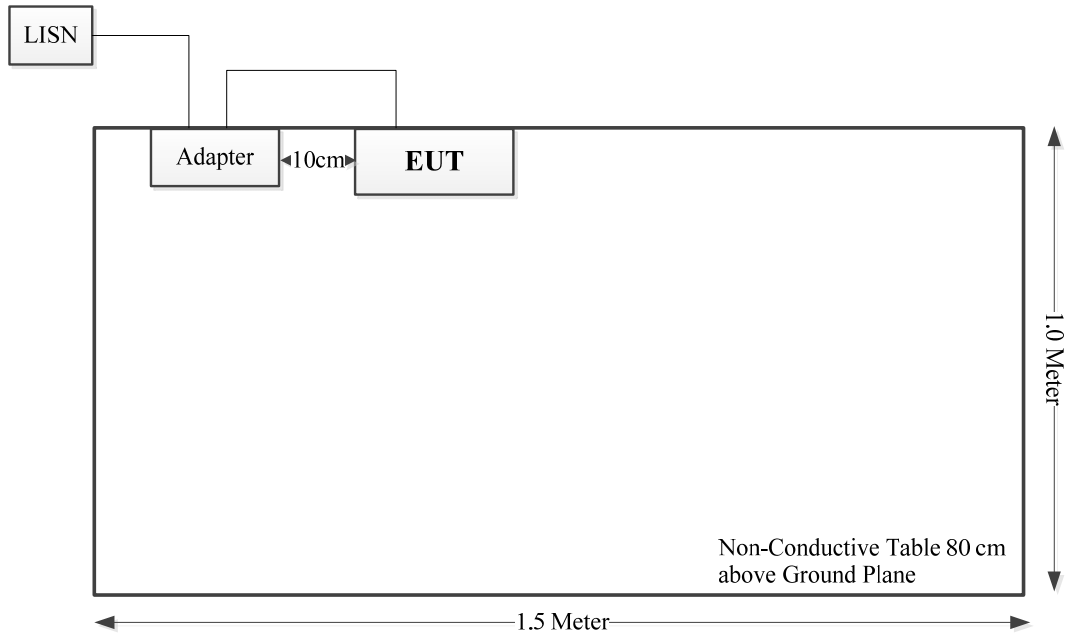 LISN
Adapter
10cm
EUT
1.0 Meter
Non-Conductive Table 80 cm
above Ground Plane
1.5 Meter